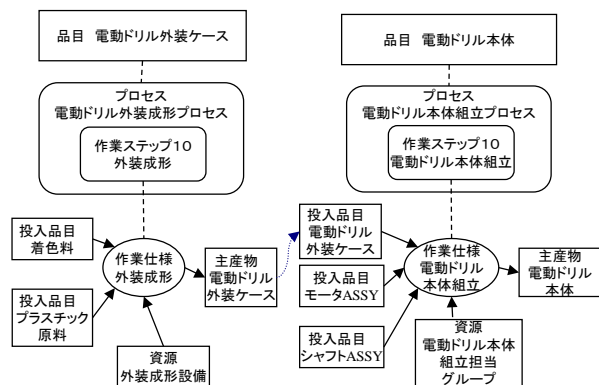 品目 電動ドリル外装ケース
プロセス
電動ドリル外装成形プロセス
作業ステップ10
外装成形
投入品目
着色料
作業仕様
外装成形
主産物
電動ドリル
外装ケース
投入品目
プラスチック
原料
資源
外装成形設備
品目 電動ドリル本体
プロセス
電動ドリル本体組立プロセス
作業ステップ10
電動ドリル本体組立
投入品目
電動ドリル
外装ケース
作業仕様
電動ドリル
本体組立
主産物
電動ドリル
本体
投入品目
モータASSY
投入品目
シャフトASSY
資源
電動ドリル本体
組立担当
グループ